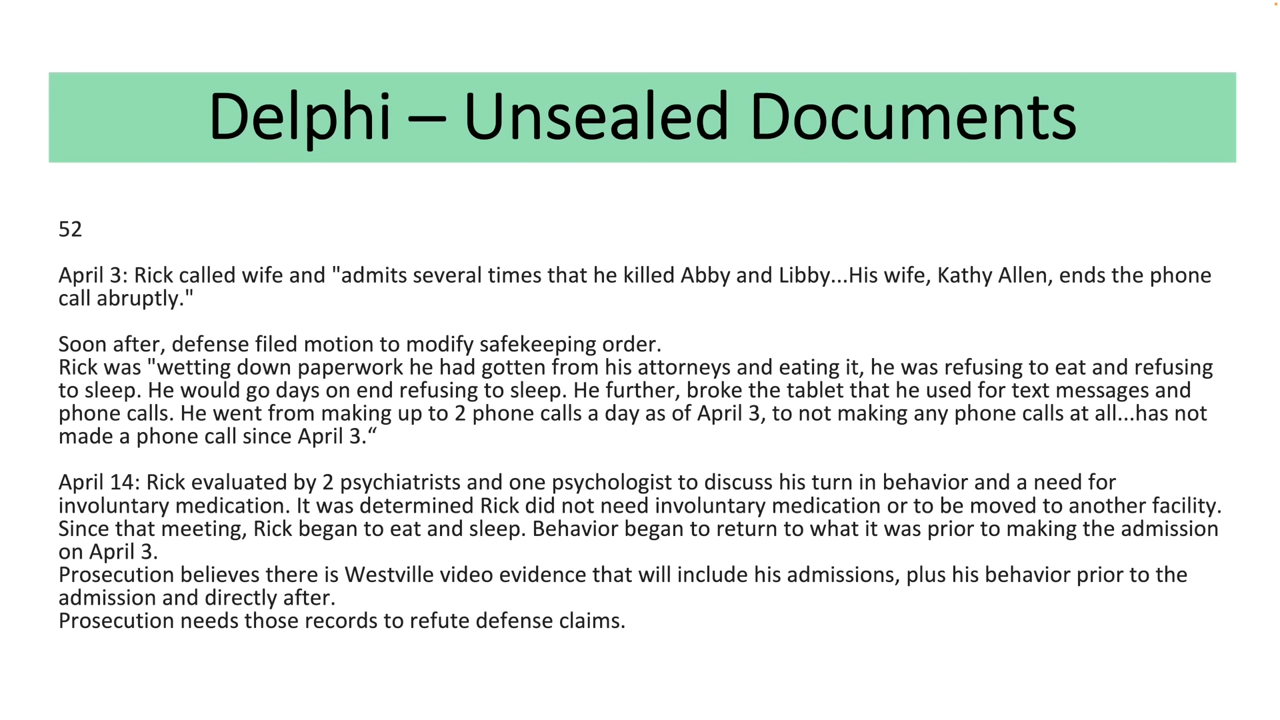 Delphi – Unsealed Documents
52
April 3: Rick called wife and "admits several times that he killed Abby and Libby...His wife, Kathy Allen, ends the phone
call abruptly."
Soon after, defense filed motion to modify safekeeping order.
Rick was "wetting down paperwork he had gotten from his attorneys and eating it, he was refusing to eat and refusing
to sleep. He would go days on end refusing to sleep. He further, broke the tablet that he used for text messages and
phone calls. He went from making up to 2 phone calls a day as of April 3, to not making any phone calls at all...has not
made a phone call since April 3.“
April 14: Rick evaluated by 2 psychiatrists and one psychologist to discuss his turn in behavior and a need for
involuntary medication. It was determined Rick did not need involuntary medication or to be moved to another facility.
Since that meeting, Rick began to eat and sleep. Behavior began to return to what it was prior to making the admission
on April 3.
Prosecution believes there is Westville video evidence that will include his admissions, plus his behavior prior to the
admission and directly after.
Prosecution needs those records to refute defense claims.